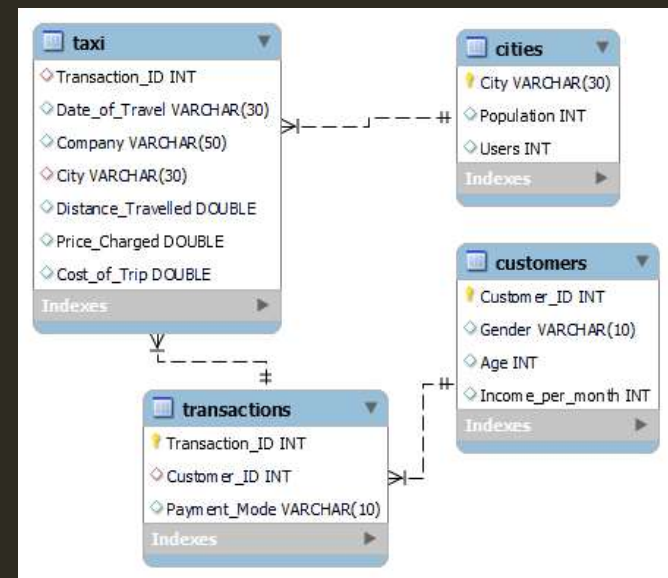 taxi
Transaction_ID INT
Date_of_Travel VARCHAR(30)
Company VARCHAR(50)
City VARCHAR(30)
Distance_Travelled DOUBLE
Price_Charged DOUBLE
Cost_of_Trip DOUBLE
Indexes
cities
City VARCHAR(30)
Population INT
Users INT
Indexes
customers
Customer_ID INT
Gender VARCHAR(10)
Age INT
Income_per_month INT
Indexes
transactions
Transaction_ID INT
Customer_ID INT
Payment_Mode VARCHAR(10)
Indexes